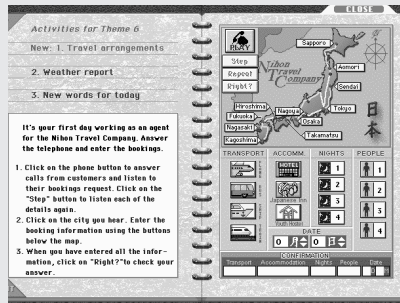 CLOSE
Activities for Theme 6
New: 1. Travel arrangements
2. Weather report
3. New words for today
It's your first day working as an agent
for the Nihon Travel Company. Answer
the telephone and enter the bookings.
1. Click on the phone button to answer
calls from customers and listen to
their bookings request. Click on the
"Step" button to listen each of the
details again.
2. Click on the city you hear. Enter the
booking information using the buttons
below the map.
3. When you have entered all the infor-
mation, click on "Right?"to check your
answer.
PLAY
Step
Repeat
Right?
Nihon
Travel
Company
Sapporo
Aomori
Sendai
Tokyo
Hiroshima
Nagoya
Fukuoka
Osaka
Nagasaki
Takamatsu
Kagoshima
日本
TRANSPORT
ACCOMM.
NIGHTS
PEOPLE
HOTEL
Japanese Inn
Youth Hostel
1
2
3
4
1
2
3
4
DATE
0 月 0 日
CONFIRMATION
Transport Accommodation Nights People Date